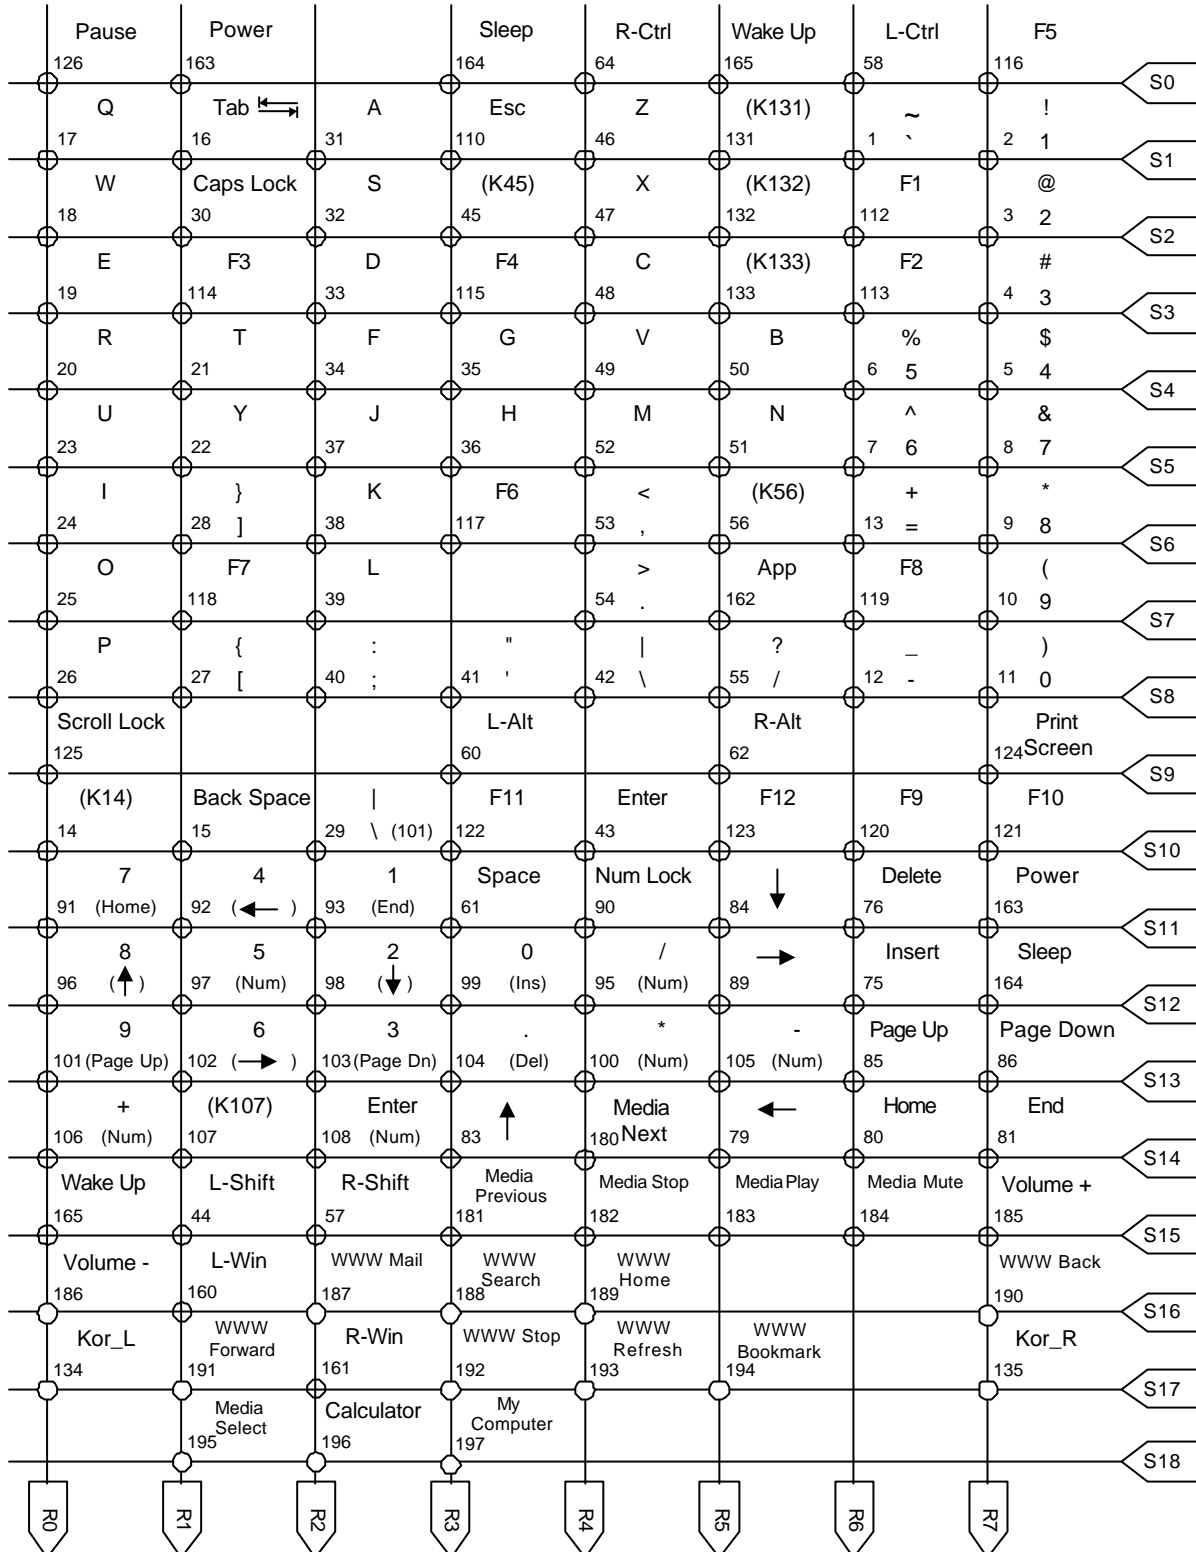 Pause Power Sleep R-Ctrl Wake Up L-Ctrl F5
126 163 164 64 165 58 116
S0
Q Tab A Esc Z (K131) ~ !
17 16 31 110 46 131 1 ` 2 1
S1
W Caps Lock S (K45) X (K132) F1 @
18 30 32 45 47 132 112 3 2
S2
E F3 D F4 C (K133) F2 #
19 114 33 115 48 133 113 4 3
S3
R T F G V B % $
20 21 34 35 49 50 6 5 5 4
S4
U Y J H M N ^ &
23 22 37 36 52 51 7 6 8 7
S5
I } K F6 < (K56) + *
24 28 ] 38 117 53 , 56 13 = 9 8
S6
O F7 L > App F8 (
25 118 39 54 . 162 119 10 9
S7
P { : " | ? _ )
26 27 [ 40 ; 41 ' 42 \ 55 / 12 - 11 0
S8
Scroll Lock L-Alt R-Alt Print
125 60 62 124 Screen
S9
(K14) Back Space | F11 Enter F12 F9 F10
14 15 29 \ (101) 122 43 123 120 121
S10
7 4 1 Space Num Lock ↓ Delete Power
91 (Home) 92 (←) 93 (End) 61 90 84 76 163
S11
8 5 2 0 / → Insert Sleep
96 (↑) 97 (Num) 98 (↓) 99 (Ins) 95 (Num) 89 75 164
S12
9 6 3 . * - Page Up Page Down
101 (Page Up) 102 (→) 103 (Page Dn) 104 (Del) 100 (Num) 105 (Num) 85 86
S13
+ (K107) Enter ↑ Media ← Home End
106 (Num) 107 108 (Num) 83 180 Next 79 80 81
S14
Wake Up L-Shift R-Shift Media Previous Media Stop Media Play Media Mute Volume +
165 44 57 181 182 183 184 185
S15
Volume - L-Win WWW Mail WWW Search WWW Home WWW Back
186 160 187 188 189 190
S16
Kor_L WWW Forward R-Win WWW Stop WWW Refresh WWW Bookmark Kor_R
134 191 161 192 193 194 135
S17
Media Select Calculator My Computer
195 196 197
S18
R0 R1 R2 R3 R4 R5 R6 R7